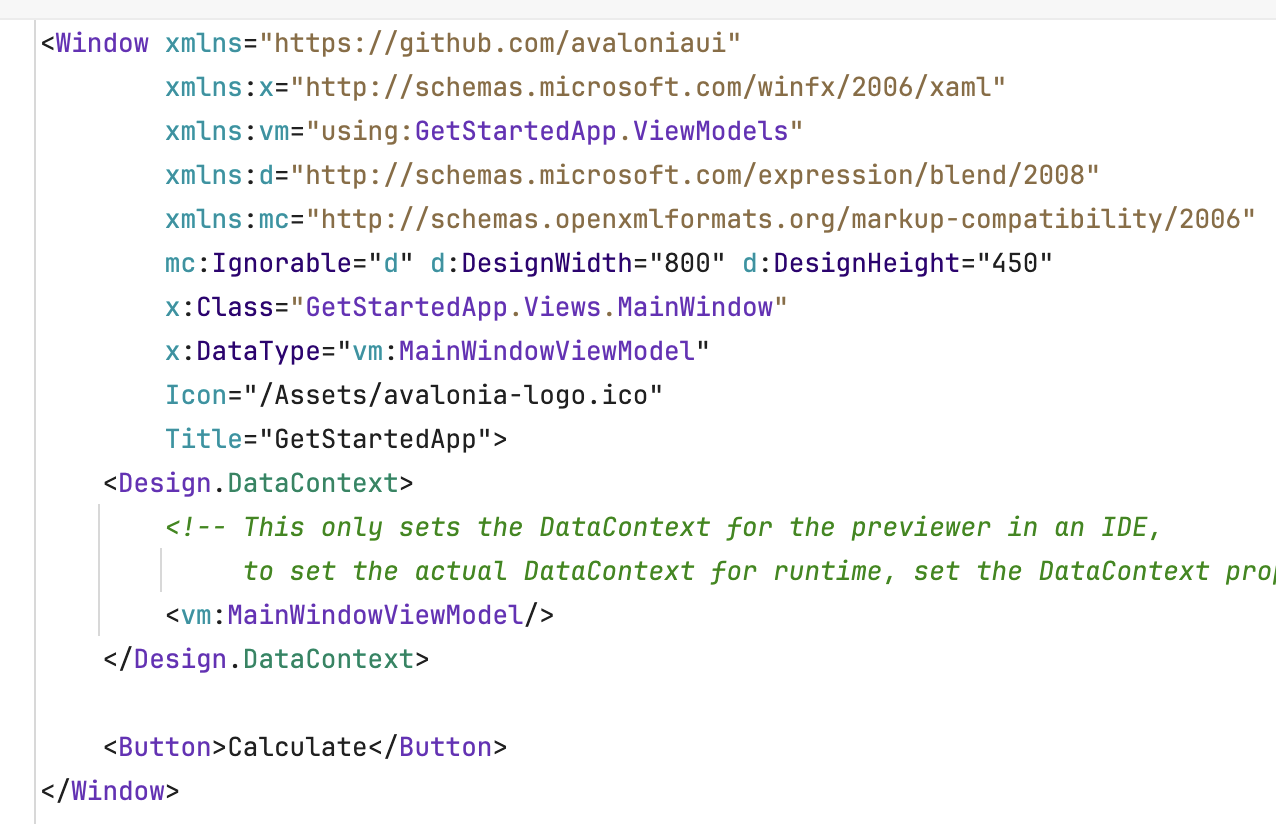 <Window xmlns="https://github.com/avaloniaui"
        xmlns:x="http://schemas.microsoft.com/winfx/2006/xaml"
        xmlns:vm="using:GetStartedApp.ViewModels"
        xmlns:d="http://schemas.microsoft.com/expression/blend/2008"
        xmlns:mc="http://schemas.openxmlformats.org/markup-compatibility/2006"
        mc:Ignorable="d" d:DesignWidth="800" d:DesignHeight="450"
        x:Class="GetStartedApp.Views.MainWindow"
        x:DataType="vm:MainWindowViewModel"
        Icon="/Assets/avalonia-logo.ico"
        Title="GetStartedApp">
    <Design.DataContext>
        <!-- This only sets the DataContext for the previewer in an IDE,
             to set the actual DataContext for runtime, set the DataContext
        <vm:MainWindowViewModel/>
    </Design.DataContext>

    <Button>Calculate</Button>
</Window>